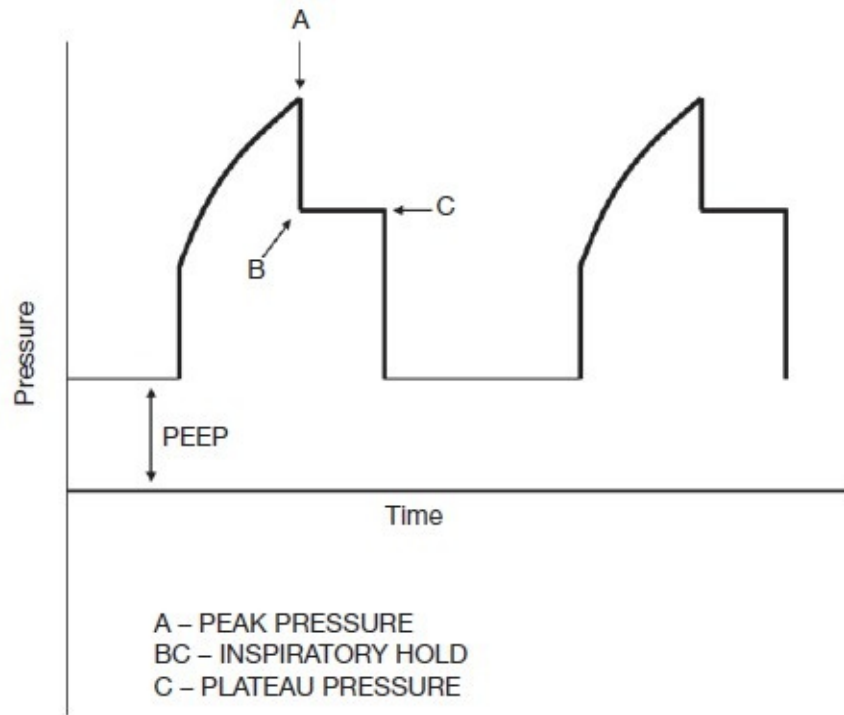 A
C
B
Pressure
PEEP
Time
A – PEAK PRESSURE
BC – INSPIRATORY HOLD
C – PLATEAU PRESSURE